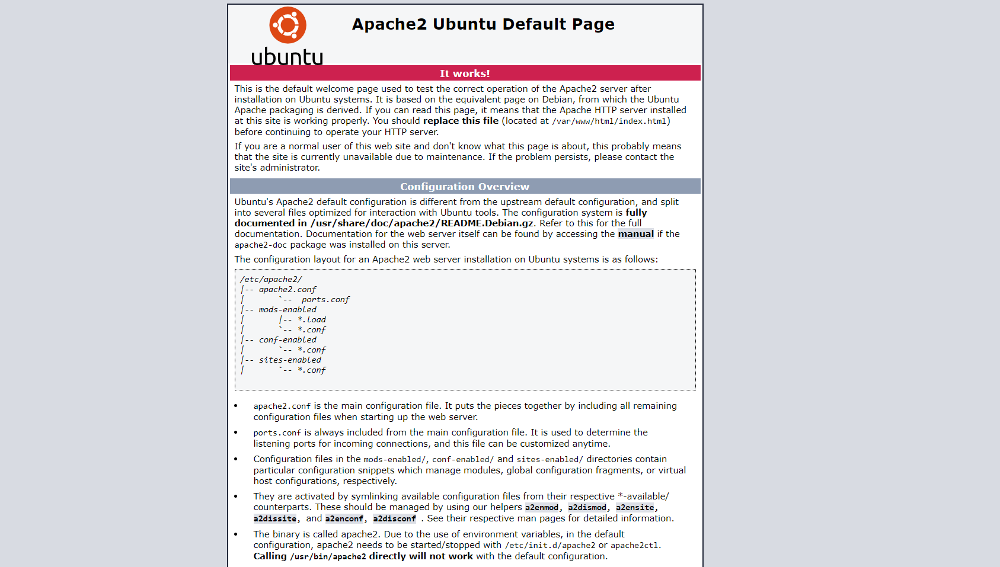 ubuntu
Apache2 Ubuntu Default Page
It works!
This is the default welcome page used to test the correct operation of the Apache2 server after
installation on Ubuntu systems. It is based on the equivalent page on Debian, from which the Ubuntu
Apache packaging is derived. If you can read this page, it means that the Apache HTTP server installed
at this site is working properly. You should replace this file (located at /var/www/html/index.html)
before continuing to operate your HTTP server.
If you are a normal user of this web site and don't know what this page is about, this probably means
that the site is currently unavailable due to maintenance. If the problem persists, please contact the
site's administrator.
Configuration Overview
Ubuntu's Apache2 default configuration is different from the upstream default configuration, and split
into several files optimized for interaction with Ubuntu tools. The configuration system is fully
documented in /usr/share/doc/apache2/README.Debian.gz. Refer to this for the full
documentation. Documentation for the web server itself can be found by accessing the manual if the
apache2-doc package was installed on this server.
The configuration layout for an Apache2 web server installation on Ubuntu systems is as follows:
/etc/apache2/
|-- apache2.conf
|       `--  ports.conf
|-- mods-enabled
|       |-- *.load
|       `-- *.conf
|-- conf-enabled
|       `-- *.conf
|-- sites-enabled
|       `-- *.conf
• apache2.conf is the main configuration file. It puts the pieces together by including all remaining
configuration files when starting up the web server.
• ports.conf is always included from the main configuration file. It is used to determine the
listening ports for incoming connections, and this file can be customized anytime.
• Configuration files in the mods-enabled/, conf-enabled/ and sites-enabled/ directories contain
particular configuration snippets which manage modules, global configuration fragments, or virtual
host configurations, respectively.
• They are activated by symlinking available configuration files from their respective *-available/
counterparts. These should be managed by using our helpers a2enmod, a2dismod, a2ensite,
a2dissite, and a2enconf, a2disconf . See their respective man pages for detailed information.
• The binary is called apache2. Due to the use of environment variables, in the default
configuration, apache2 needs to be started/stopped with /etc/init.d/apache2 or apache2ctl.
Calling /usr/bin/apache2 directly will not work with the default configuration.